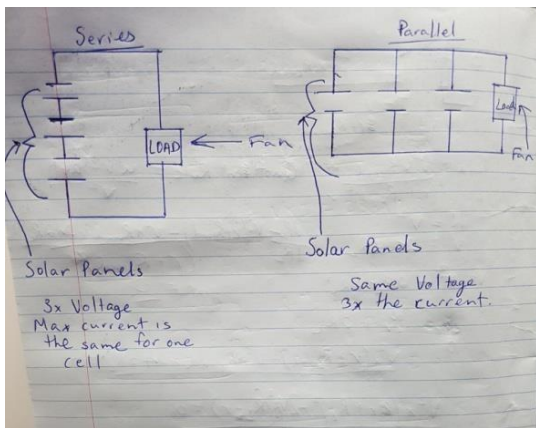 Series
Parallel
LOAD
Fan
Load
Fan
Solar Panels
Solar Panels
3x Voltage
Max current is
the same for one
cell
Same Voltage
3x the current.